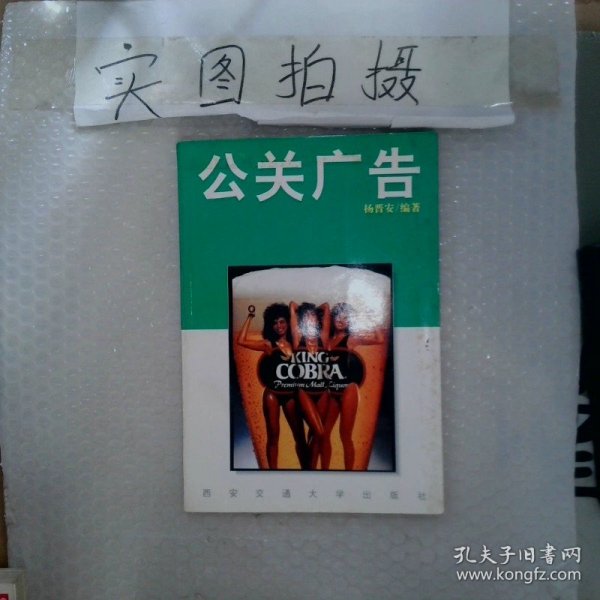 实图拍摄
公关广告
杨晋安/编著
KING
COBRA
Premium Malt Liquor
西安交通大学出版社
孔夫子旧书网
www.kongfz.com